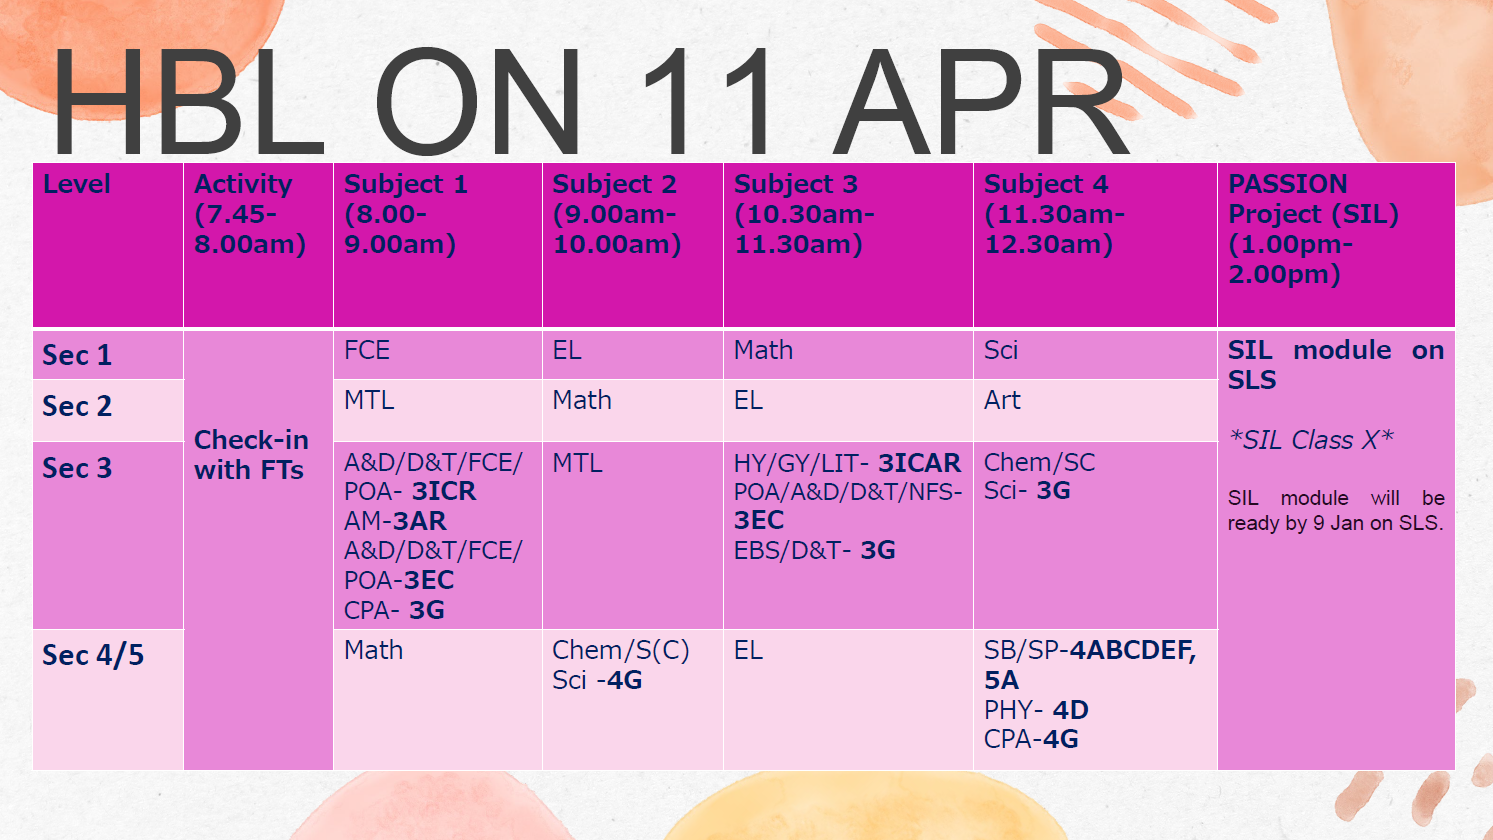 HBL ON 11 APR
Level
Activity
(7.45-
8.00am)
Subject 1
(8.00-
9.00am)
Subject 2
(9.00am-
10.00am)
Subject 3
(10.30am-
11.30am)
Subject 4
(11.30am-
12.30am)
PASSION
Project (SIL)
(1.00pm-
2.00pm)
Sec 1
Check-in
with FTs
FCE
EL
Math
Sci
SIL module on
SLS
*SIL Class X*
SIL module will be
ready by 9 Jan on SLS.
Sec 2
MTL
Math
EL
Art
Sec 3
A&D/D&T/FCE/
POA- 3ICR
AM-3AR
A&D/D&T/FCE/
POA-3EC
CPA- 3G
MTL
HY/GY/LIT- 3ICAR
POA/A&D/D&T/NFS-
3EC
EBS/D&T- 3G
Chem/SC
Sci- 3G
Sec 4/5
Math
Chem/S(C)
Sci -4G
EL
SB/SP-4ABCDEF,
5A
PHY- 4D
CPA-4G